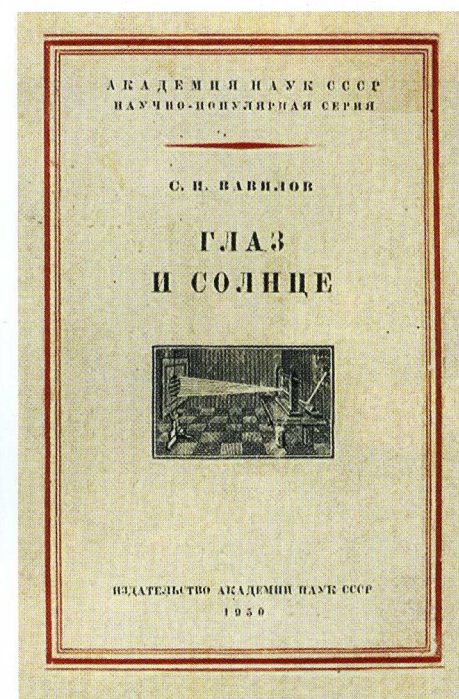 АКАДЕМИЯ НАУК СССР
НАУЧНО-ПОПУЛЯРНАЯ СЕРИЯ
С. И. ВАВИЛОВ
ГЛАЗ
И СОЛНЦЕ
ИЗДАТЕЛЬСТВО АКАДЕМИИ НАУК СССР
1950